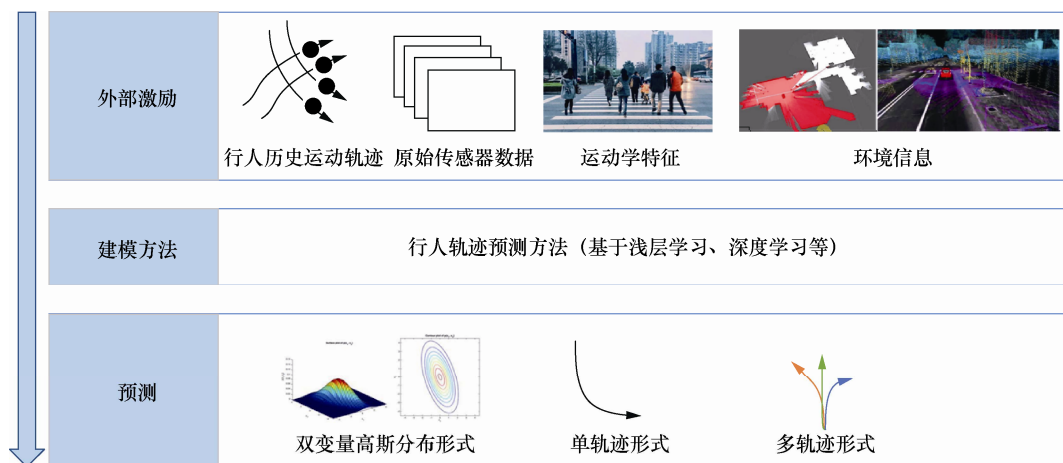 外部激励
行人历史运动轨迹
原始传感器数据
运动学特征
环境信息
建模方法
行人轨迹预测方法（基于浅层学习、深度学习等）
预测
双变量高斯分布形式
单轨迹形式
多轨迹形式